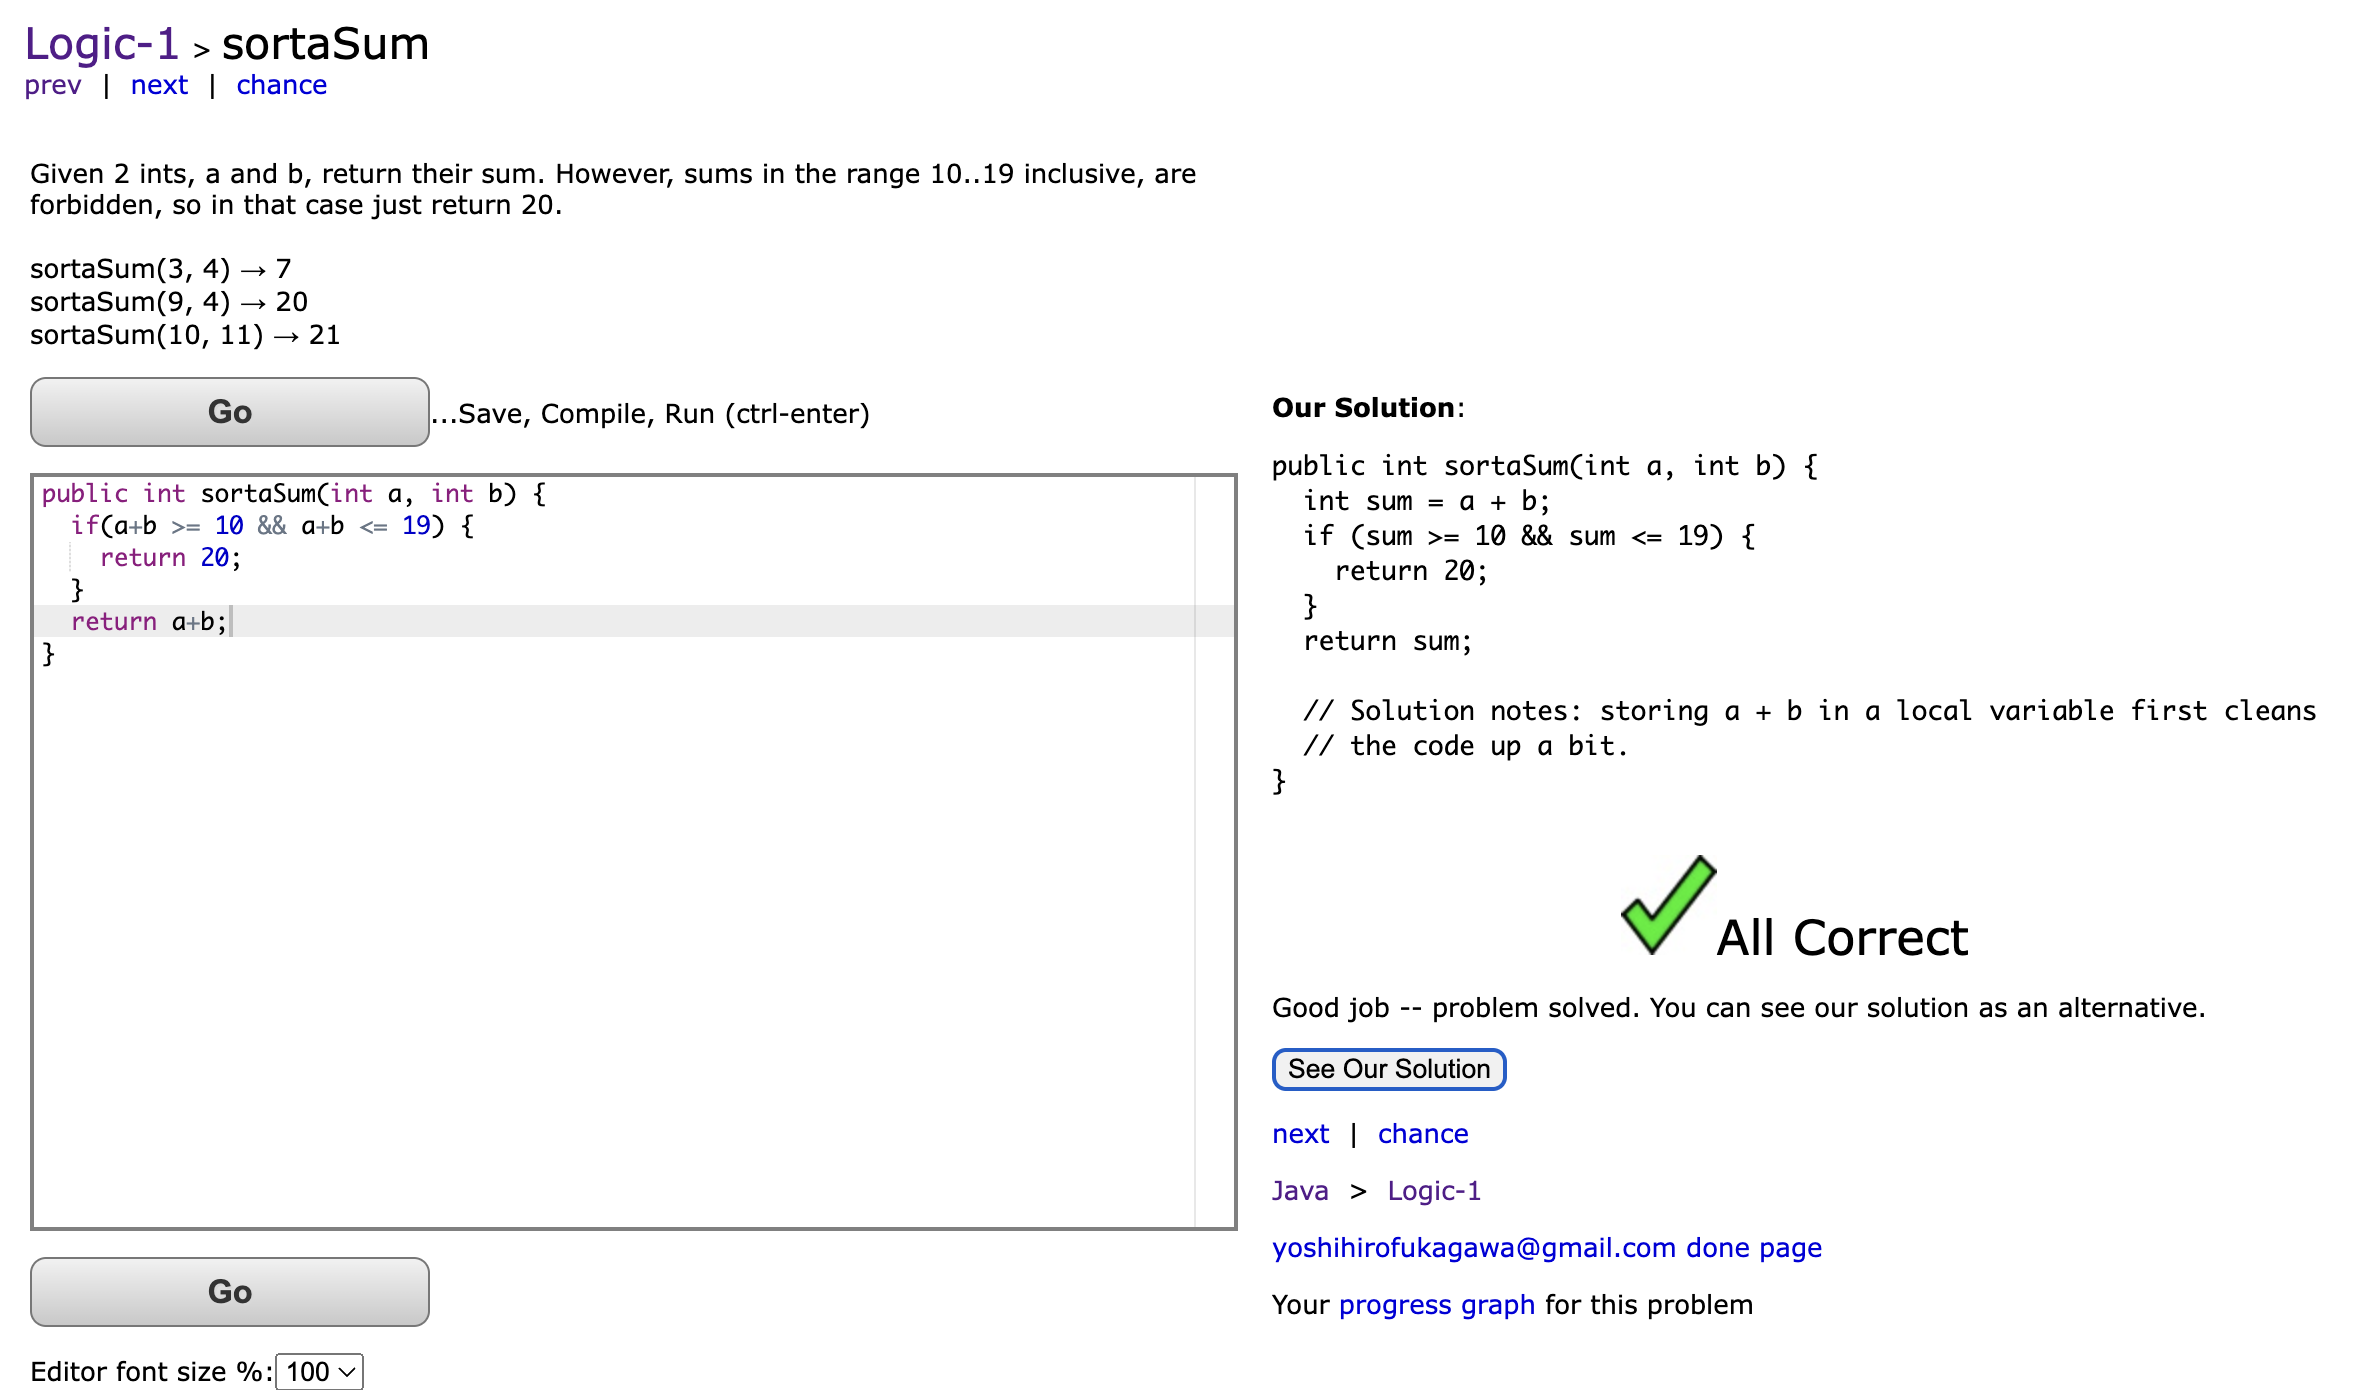 Logic-1 > sortaSum
prev | next | chance
Given 2 ints, a and b, return their sum. However, sums in the range 10..19 inclusive, are
forbidden, so in that case just return 20.
sortaSum(3, 4) → 7
sortaSum(9, 4) → 20
sortaSum(10, 11) → 21
Go
...Save, Compile, Run (ctrl-enter)
public int sortaSum(int a, int b) {
  if(a+b >= 10 && a+b <= 19) {
    return 20;
  }
  return a+b;
}
Go
Editor font size %: 100
Our Solution:
public int sortaSum(int a, int b) {
  int sum = a + b;
  if (sum >= 10 && sum <= 19) {
    return 20;
  }
  return sum;
  // Solution notes: storing a + b in a local variable first cleans
  // the code up a bit.
}
All Correct
Good job -- problem solved. You can see our solution as an alternative.
See Our Solution
next | chance
Java > Logic-1
yoshihirofukagawa@gmail.com done page
Your progress graph for this problem